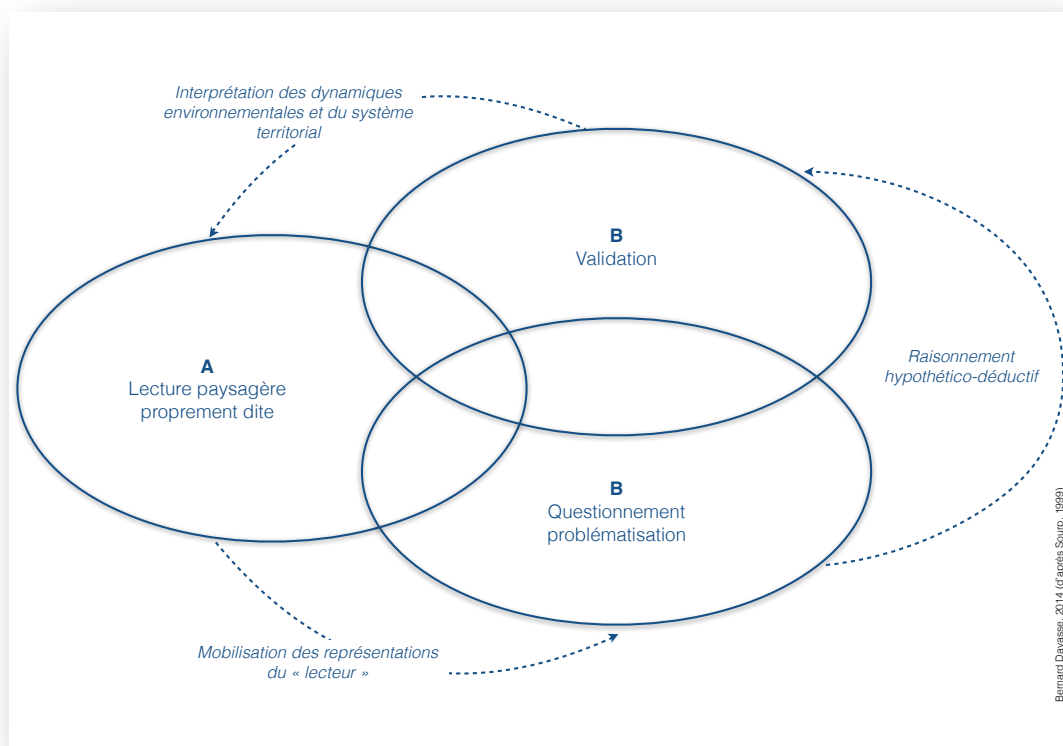 Interprétation des dynamiques
environnementales et du système
territorial
B
Validation
A
Lecture paysagère
proprement dite
Raisonnement
hypothético-déductif
B
Questionnement
problématisation
Mobilisation des représentations
du « lecteur »
Bernard Davasse, 2014 (d'après Sourp, 1999)